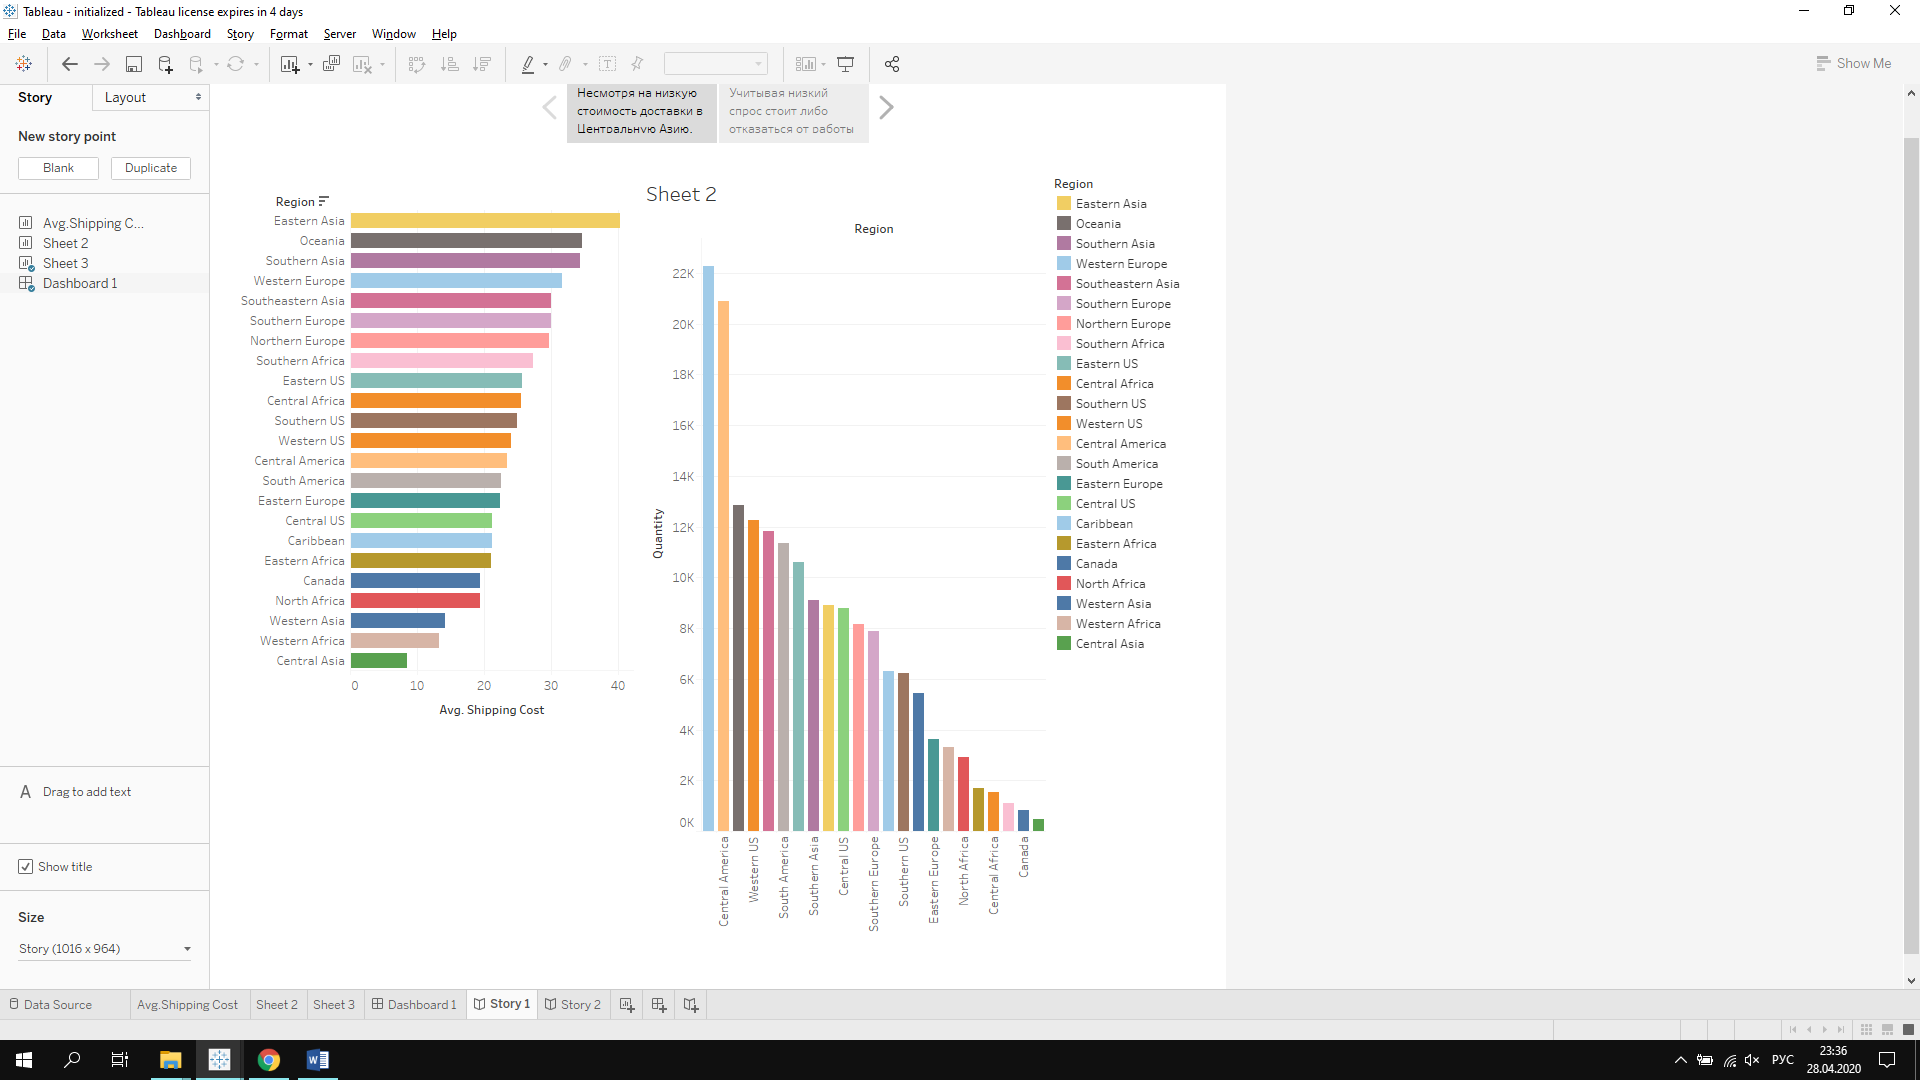 Tableau - initialized - Tableau license expires in 4 days
File Data Worksheet Dashboard Story Format Server Window Help
Show Me
Story
Layout
New story point
Blank
Duplicate
Avg.Shipping C...
Sheet 2
Sheet 3
Dashboard 1
A Drag to add text
Show title
Size
Story (1016 x 964)
Несмотря на низкую
стоимость доставки в
Центральную Азию,
Учитывая низкий
спрос стоит либо
отказаться от работы
Region
Eastern Asia
Oceania
Southern Asia
Western Europe
Southeastern Asia
Southern Europe
Northern Europe
Southern Africa
Eastern US
Central Africa
Southern US
Western US
Central America
South America
Eastern Europe
Central US
Caribbean
Eastern Africa
Canada
North Africa
Western Asia
Western Africa
Central Asia
0 10 20 30 40
Avg. Shipping Cost
Sheet 2
Region
Quantity
22K
20K
18K
16K
14K
12K
10K
8K
6K
4K
2K
0K
Central America
Western US
South America
Southern Asia
Central US
Southern Europe
Southern US
Eastern Europe
North Africa
Central Africa
Canada
Region
Eastern Asia
Oceania
Southern Asia
Western Europe
Southeastern Asia
Southern Europe
Northern Europe
Southern Africa
Eastern US
Central Africa
Southern US
Western US
Central America
South America
Eastern Europe
Central US
Caribbean
Eastern Africa
Canada
North Africa
Western Asia
Western Africa
Central Asia
Data Source Avg.Shipping Cost Sheet 2 Sheet 3 Dashboard 1 Story 1 Story 2
РУС
23:36
28.04.2020